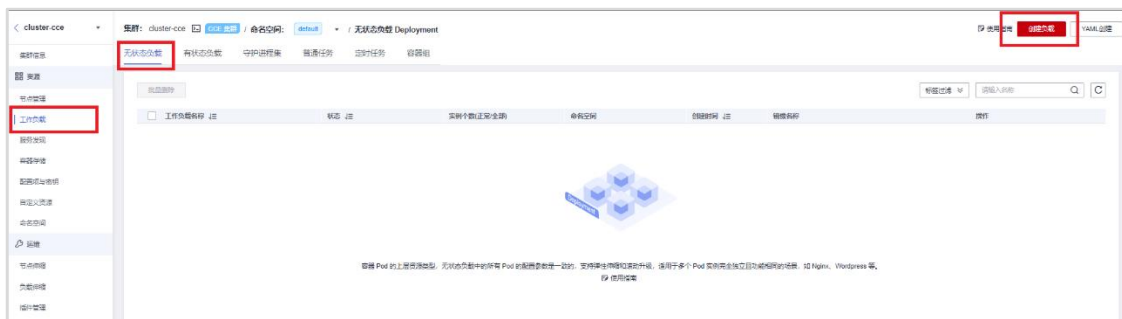 cluster-cce
集群: cluster-cce CCE 集群 / 命名空间: default / 无状态负载 Deployment
使用指南 创建负载 YAML创建
集群信息
无状态负载 有状态负载 守护进程集 普通任务 定时任务 容器组
资源
批量删除
标签过滤 请输入名称
节点管理
工作负载
工作负载名称 状态 实例个数(正常/全部) 命名空间 创建时间 镜像名称 操作
服务发现
容器存储
配置项与密钥
自定义资源
命名空间
Deployment
运维
节点伸缩
容器 Pod 的上层资源类型，无状态负载中的所有 Pod 的配置参数是一致的，支持弹性伸缩和滚动升级，适用于多个 Pod 实例完全独立且功能相同的场景，如 Nginx、Wordpress 等。
使用指南
负载伸缩
插件管理